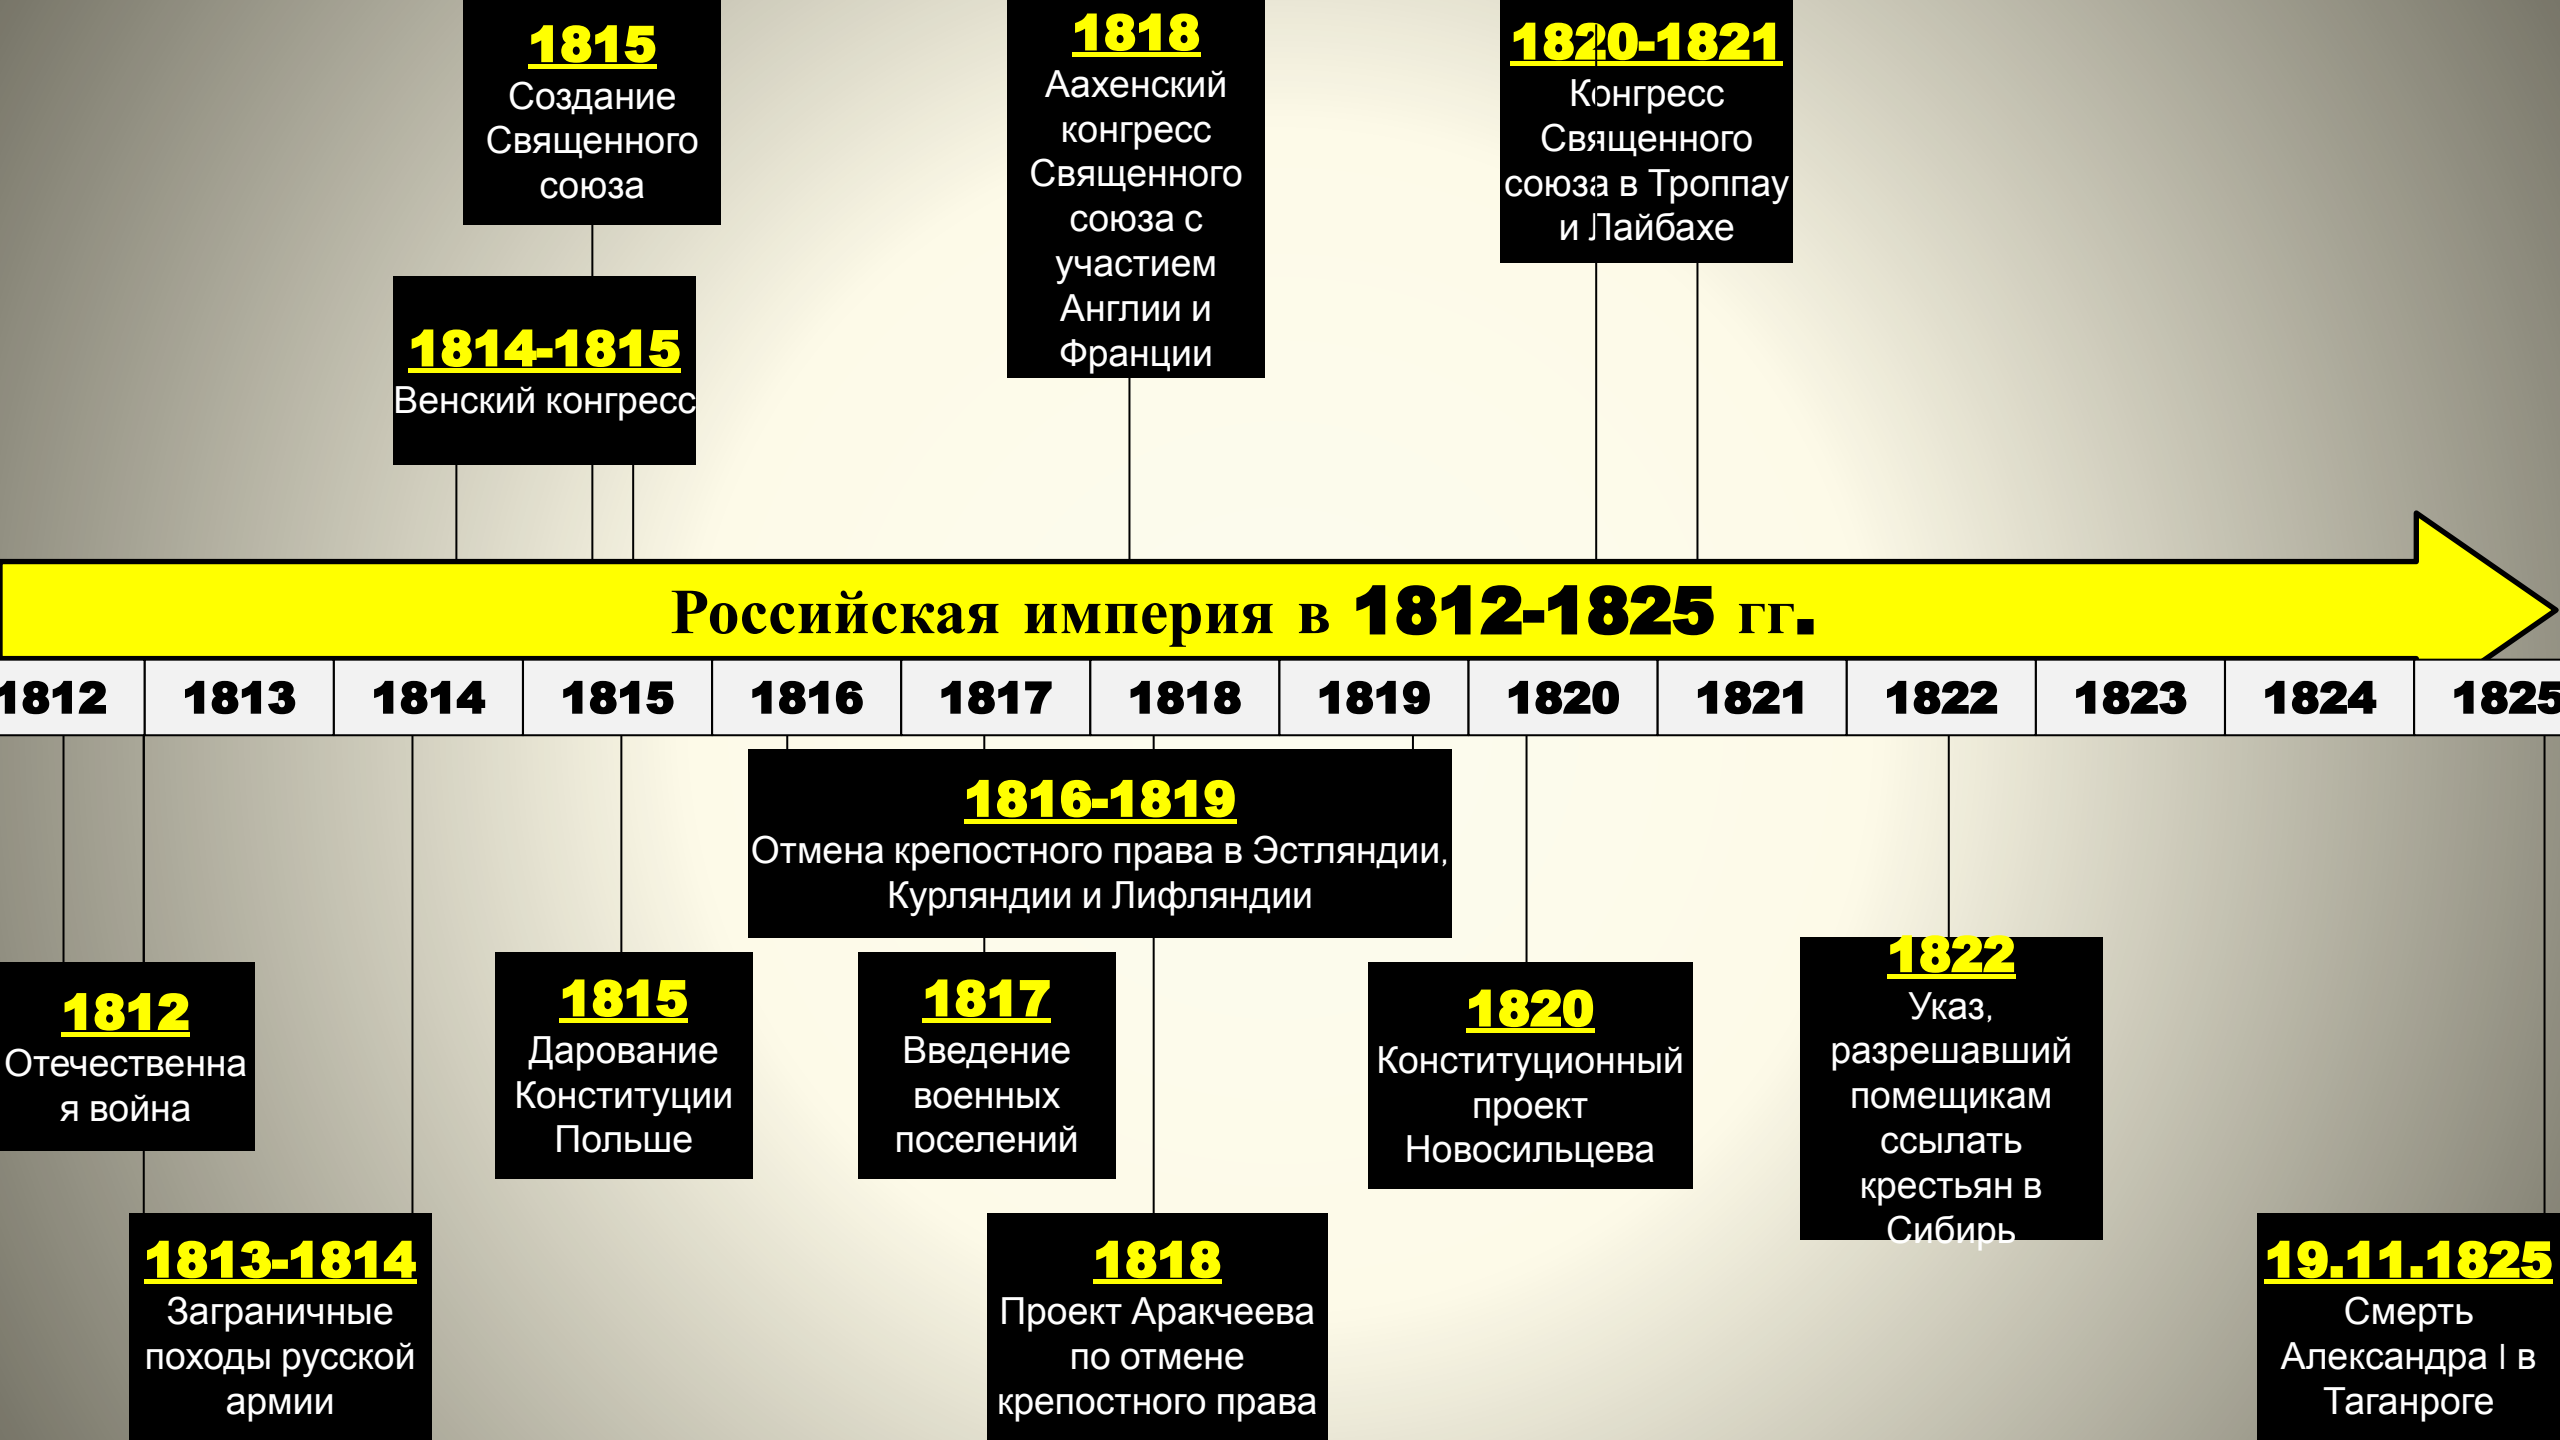 1815
Создание
Священного
союза
1818
Аахенский
конгресс
Священного
союза с
участием
Англии и
Франции
1820-1821
Конгресс
Священного
союза в Троппау
и Лайбахе
1814-1815
Венский конгресс
Российская империя в 1812-1825 гг.
1812 1813 1814 1815 1816 1817 1818 1819 1820 1821 1822 1823 1824 1825
1816-1819
Отмена крепостного права в Эстляндии,
Курляндии и Лифляндии
1812
Отечественна
я война
1815
Дарование
Конституции
Польше
1817
Введение
военных
поселений
1820
Конституционный
проект
Новосильцева
1822
Указ,
разрешавший
помещикам
ссылать
крестьян в
Сибирь
1813-1814
Заграничные
походы русской
армии
1818
Проект Аракчеева
по отмене
крепостного права
19.11.1825
Смерть
Александра I в
Таганроге